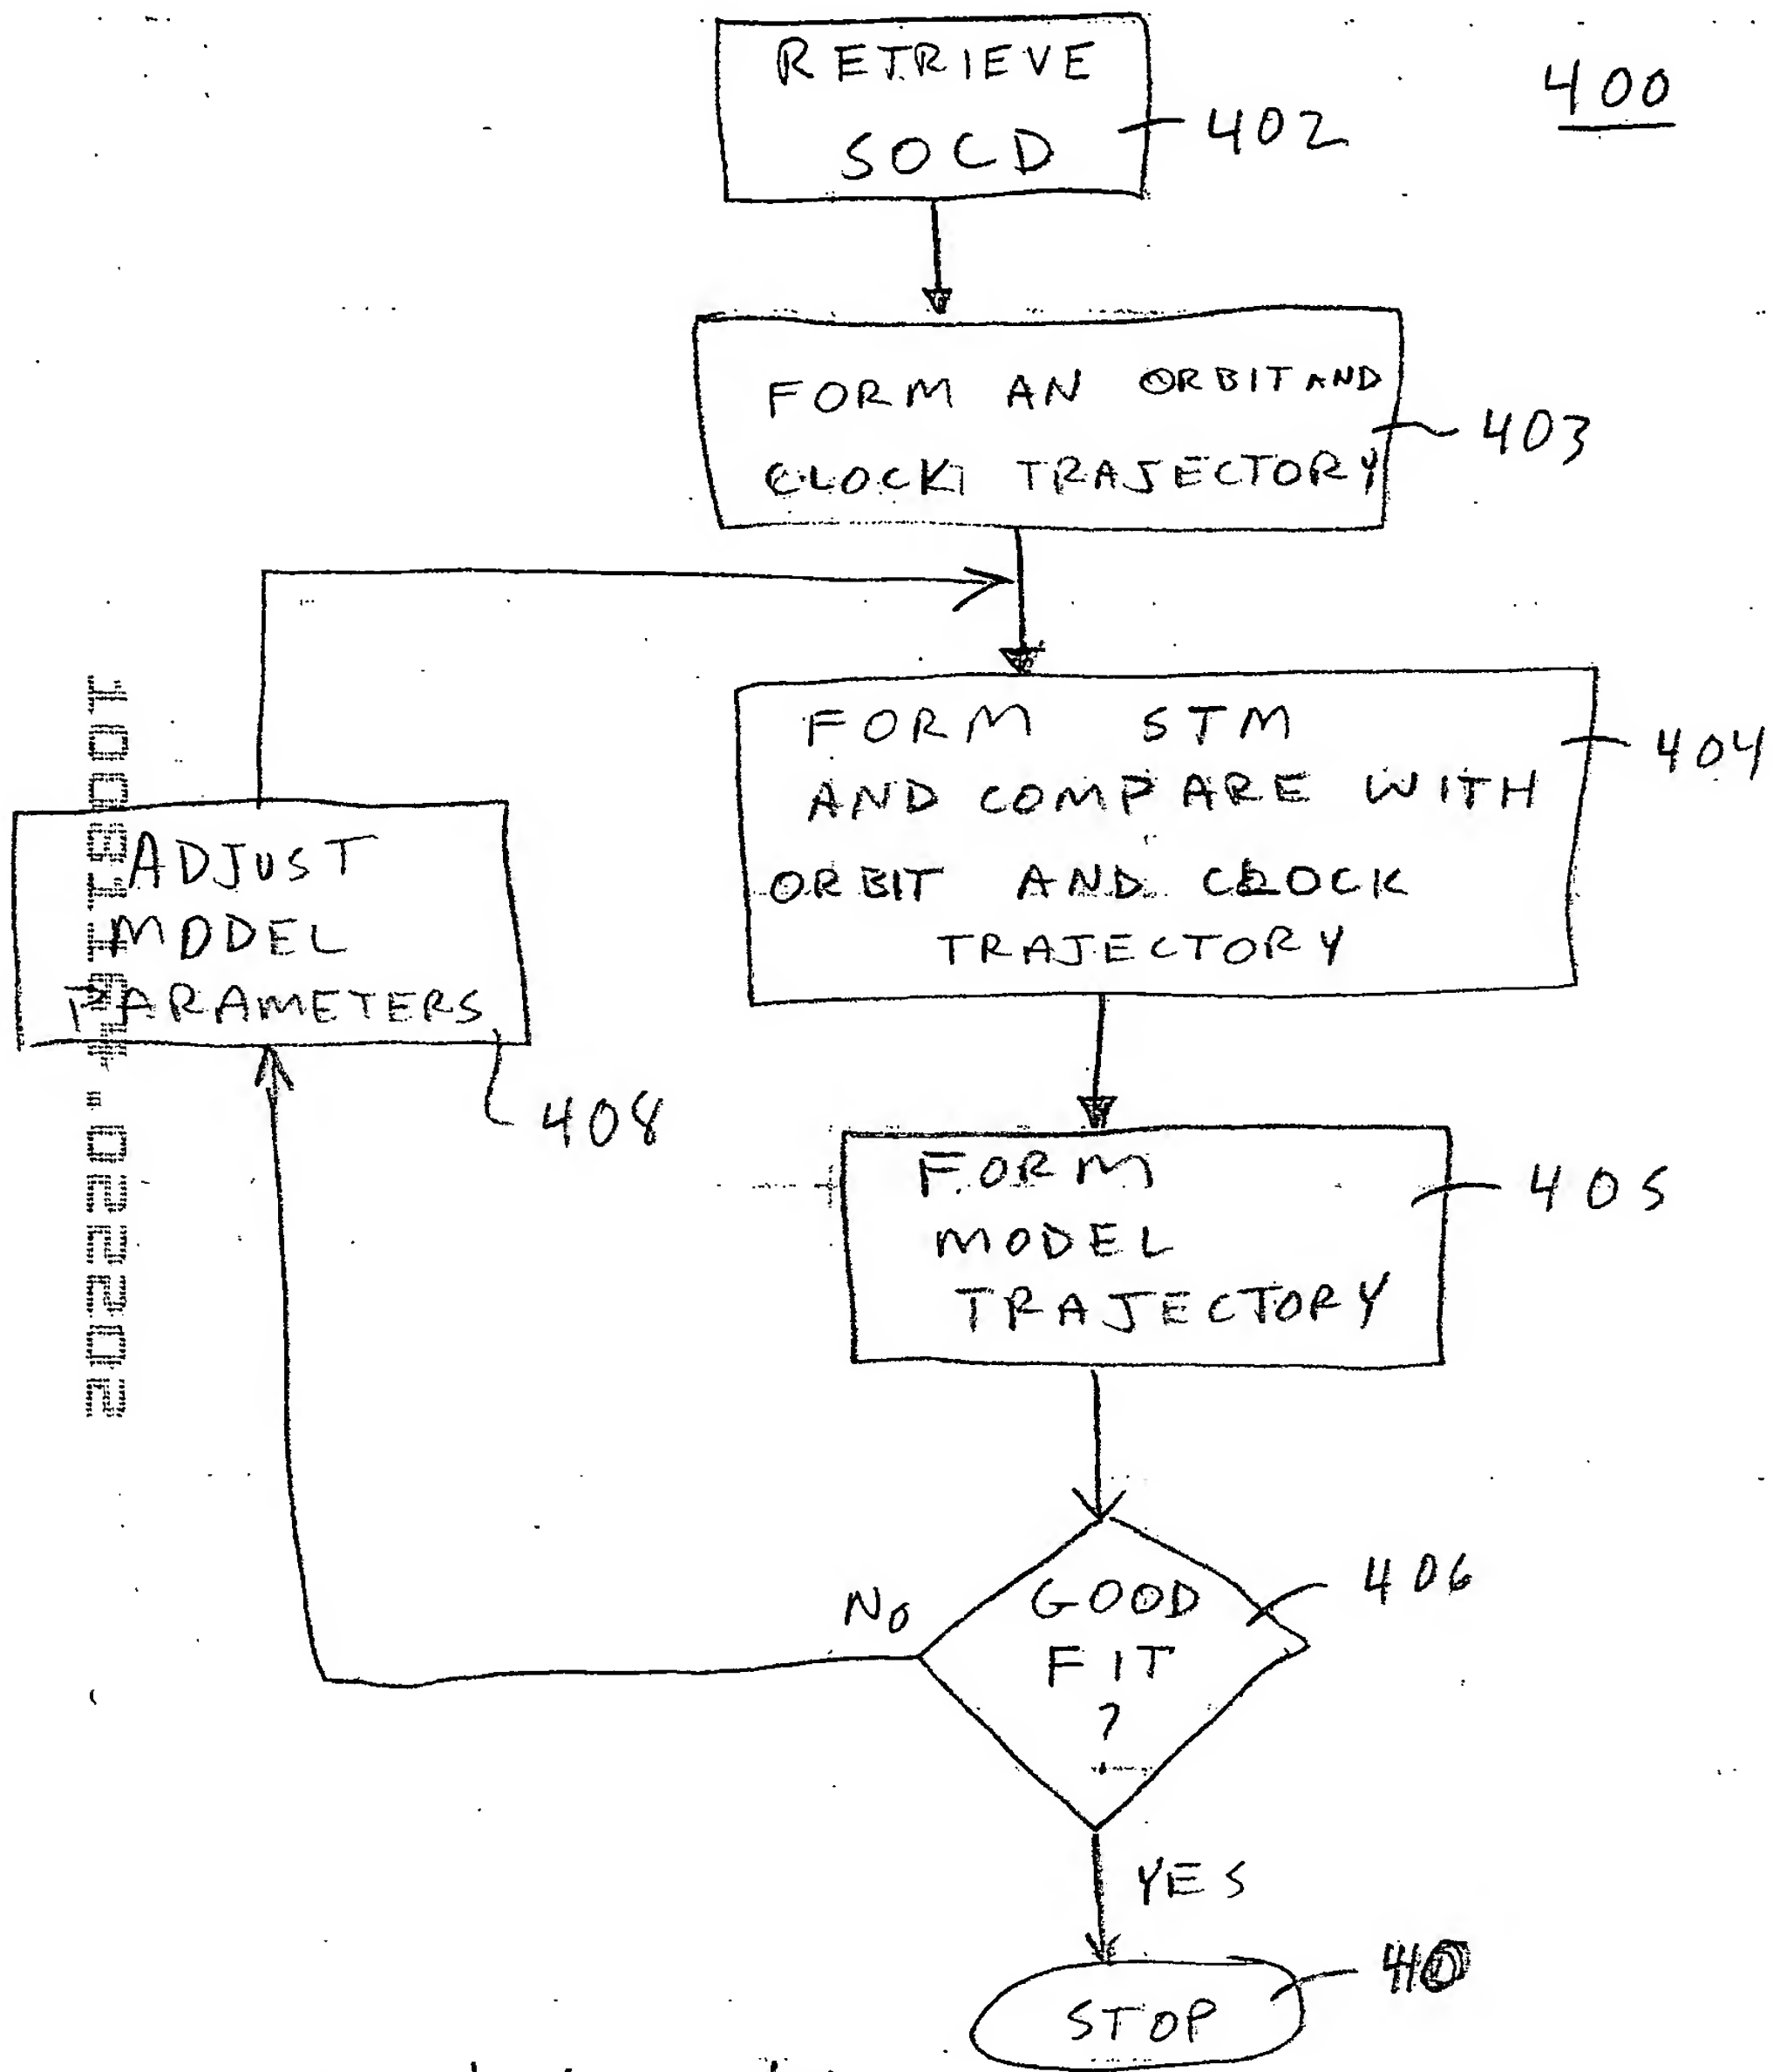 400
RETRIEVE
SOCD
402
FORM AN ORBIT AND
CLOCK TRAJECTORY
403
FORM STM
AND COMPARE WITH
ORBIT AND CLOCK
TRAJECTORY
404
ADJUST
MODEL
PARAMETERS
408
FORM
MODEL
TRAJECTORY
405
GOOD
FIT
?
406
NO
YES
STOP
410